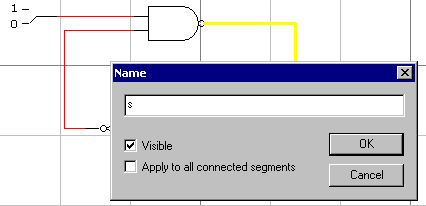 1
0
Name
s
Visible
OK
Apply to all connected segments
Cancel